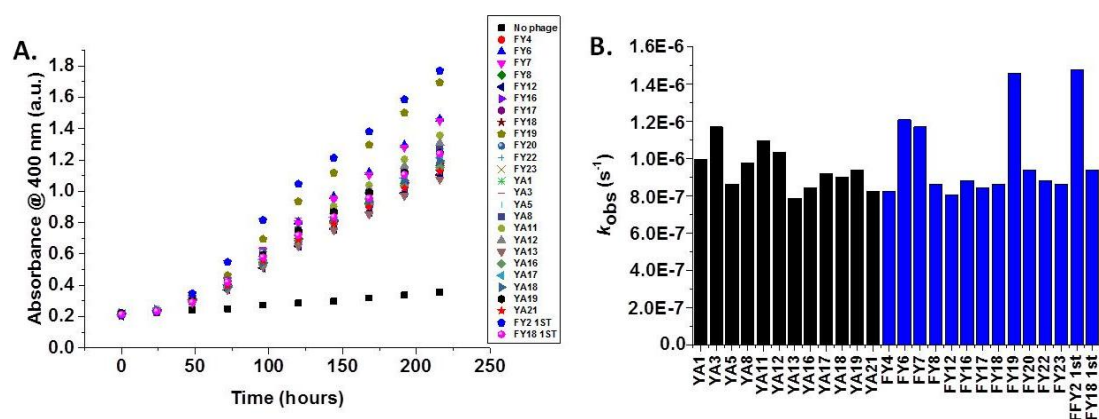 A.
Absorbance @ 400 nm (a.u.)
1.8
1.6
1.4
1.2
1.0
0.8
0.6
0.4
0.2
0.0
0
50
100
150
200
250
Time (hours)
No phage
FY4
FY6
FY7
FY8
FY12
FY16
FY17
FY18
FY19
FY20
FY22
FY23
YA1
YA3
YA5
YA8
YA11
YA12
YA13
YA16
YA17
YA18
YA19
YA21
FY2 1ST
FY18 1ST
B.
kobs (s-1)
1.6E-6
1.4E-6
1.2E-6
1.0E-6
8.0E-7
6.0E-7
4.0E-7
2.0E-7
0.0
YA1
YA3
YA5
YA8
YA11
YA12
YA13
YA16
YA17
YA18
YA19
YA21
FY4
FY6
FY7
FY8
FY12
FY16
FY17
FY18
FY19
FY20
FY22
FY23
FFY2 1st
FY18 1st